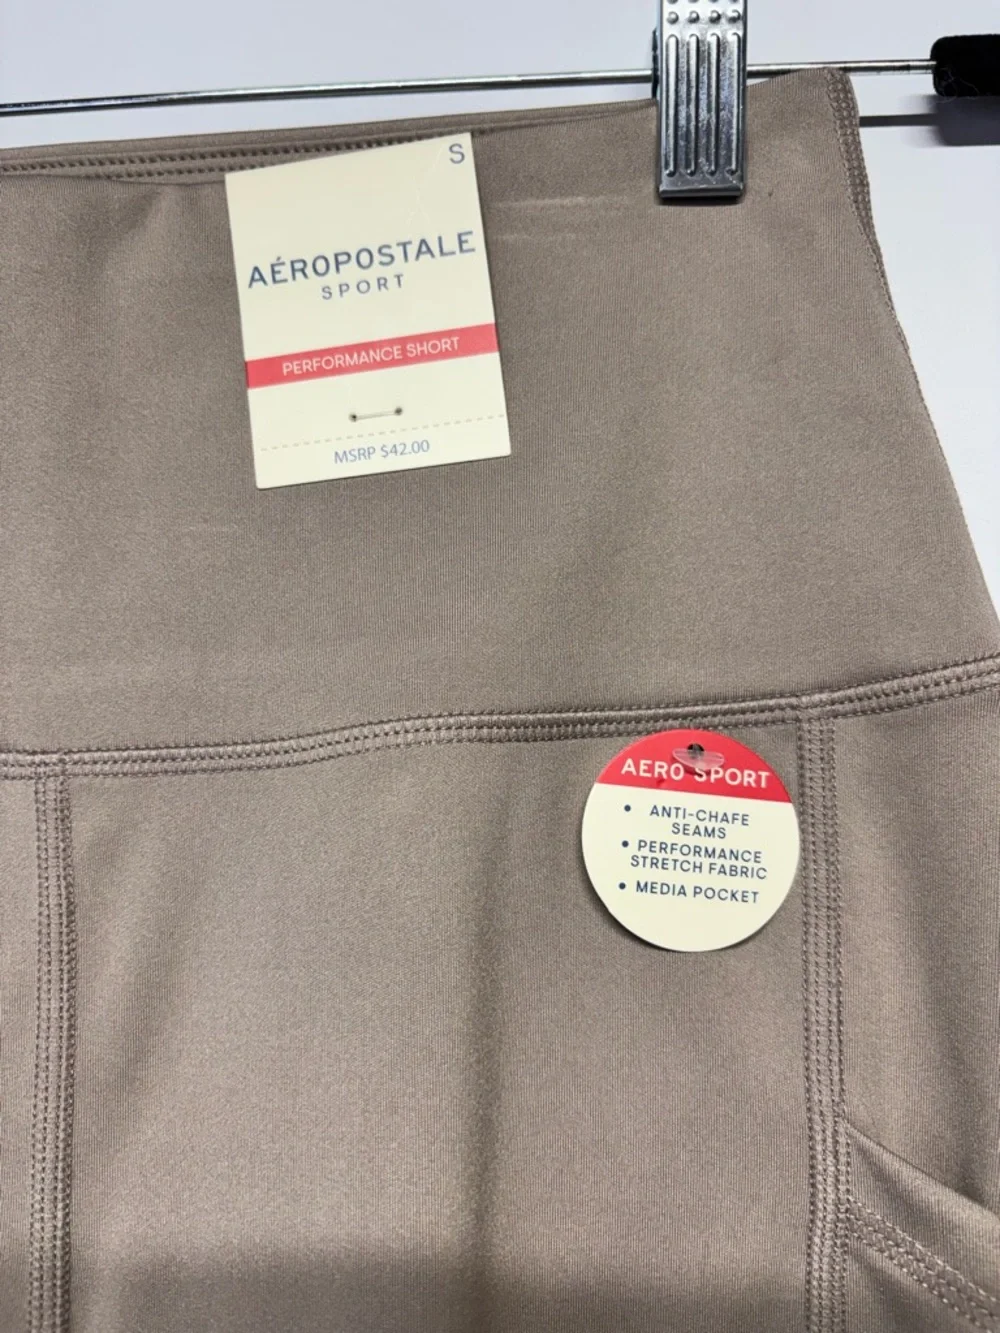 S
AÉROPOSTALE
SPORT
PERFORMANCE SHORT
MSRP $42.00
AERO SPORT
• ANTI-CHAFE
SEAMS
• PERFORMANCE
STRETCH FABRIC
• MEDIA POCKET